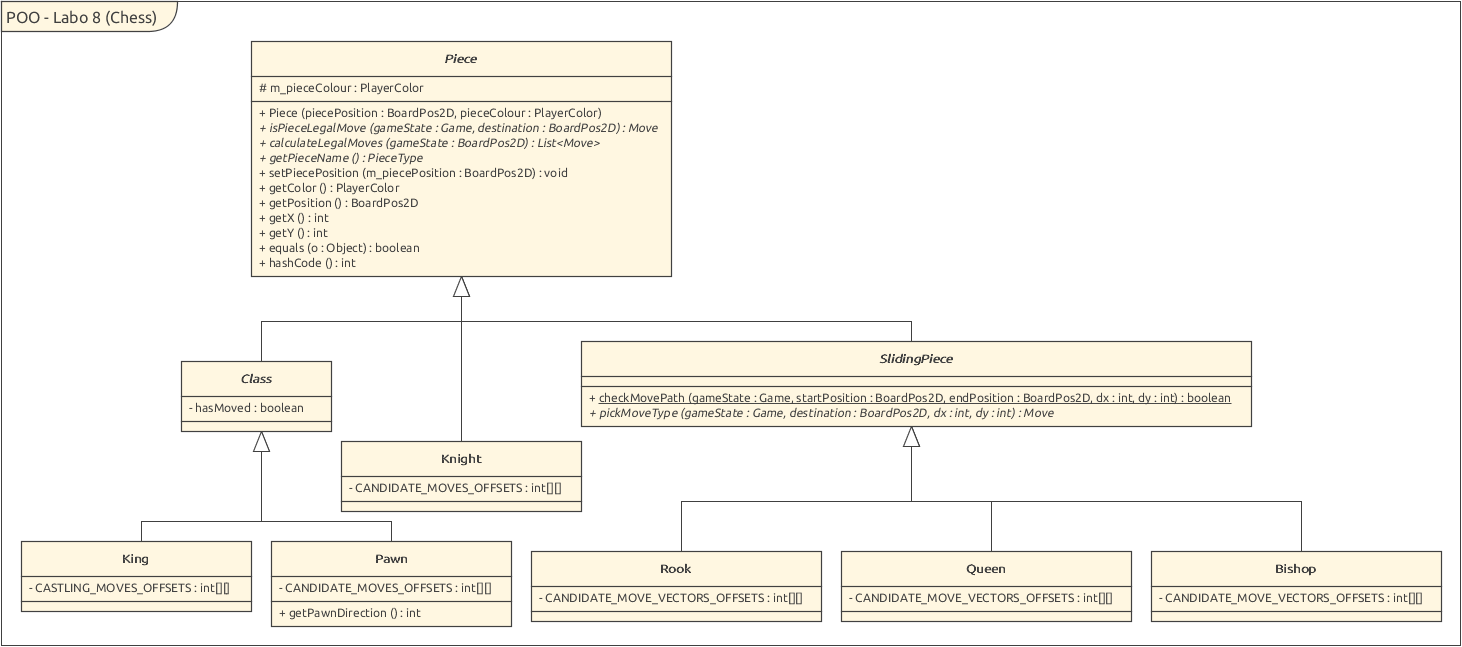 POO - Labo 8 (Chess)
Piece
# m_pieceColour : PlayerColor
+ Piece (piecePosition : BoardPos2D, pieceColour : PlayerColor)
+ isPieceLegalMove (gameState : Game, destination : BoardPos2D) : Move
+ calculateLegalMoves (gameState : BoardPos2D) : List<Move>
+ getPieceName () : PieceType
+ setPiecePosition (m_piecePosition : BoardPos2D) : void
+ getColor () : PlayerColor
+ getPosition () : BoardPos2D
+ getX () : int
+ getY () : int
+ equals (o : Object) : boolean
+ hashCode () : int
Class
- hasMoved : boolean
SlidingPiece
+ checkMovePath (gameState : Game, startPosition : BoardPos2D, endPosition : BoardPos2D, dx : int, dy : int) : boolean
+ pickMoveType (gameState : Game, destination : BoardPos2D, dx : int, dy : int) : Move
Knight
- CANDIDATE_MOVES_OFFSETS : int[][]
King
- CASTLING_MOVES_OFFSETS : int[][]
Pawn
- CANDIDATE_MOVES_OFFSETS : int[][]
+ getPawnDirection () : int
Rook
- CANDIDATE_MOVE_VECTORS_OFFSETS : int[][]
Queen
- CANDIDATE_MOVE_VECTORS_OFFSETS : int[][]
Bishop
- CANDIDATE_MOVE_VECTORS_OFFSETS : int[][]